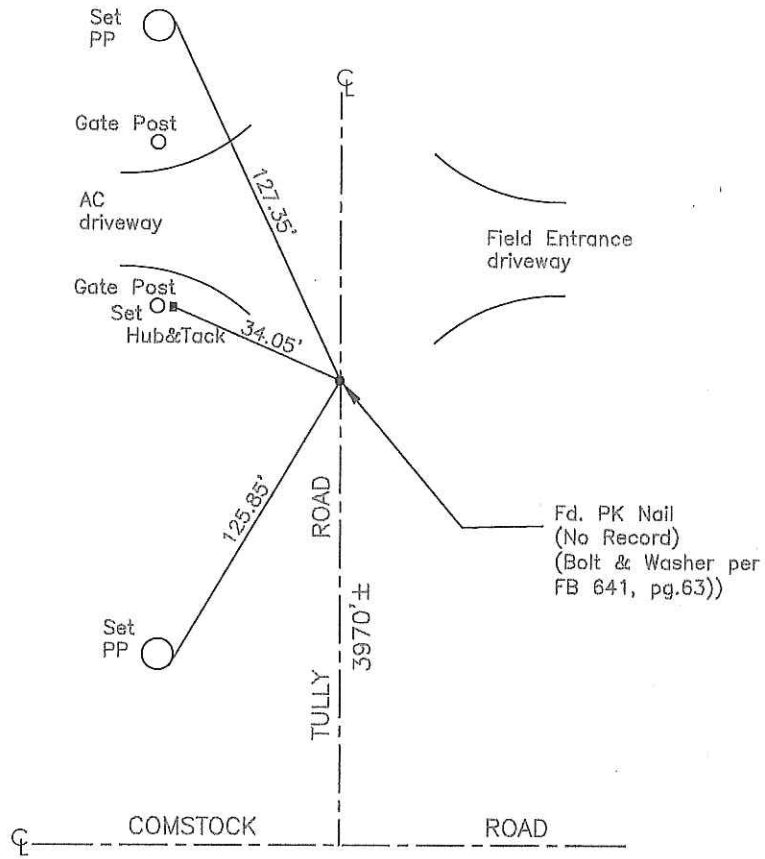 Set
PP
℄
Gate Post
127.35'
AC
driveway
Field Entrance
driveway
Gate Post
Set
Hub&Tack
34.05'
125.85'
Fd. PK Nail
(No Record)
(Bolt & Washer per
FB 641, pg.63))
Set
PP
TULLY ROAD
3970'±
℄ COMSTOCK ROAD